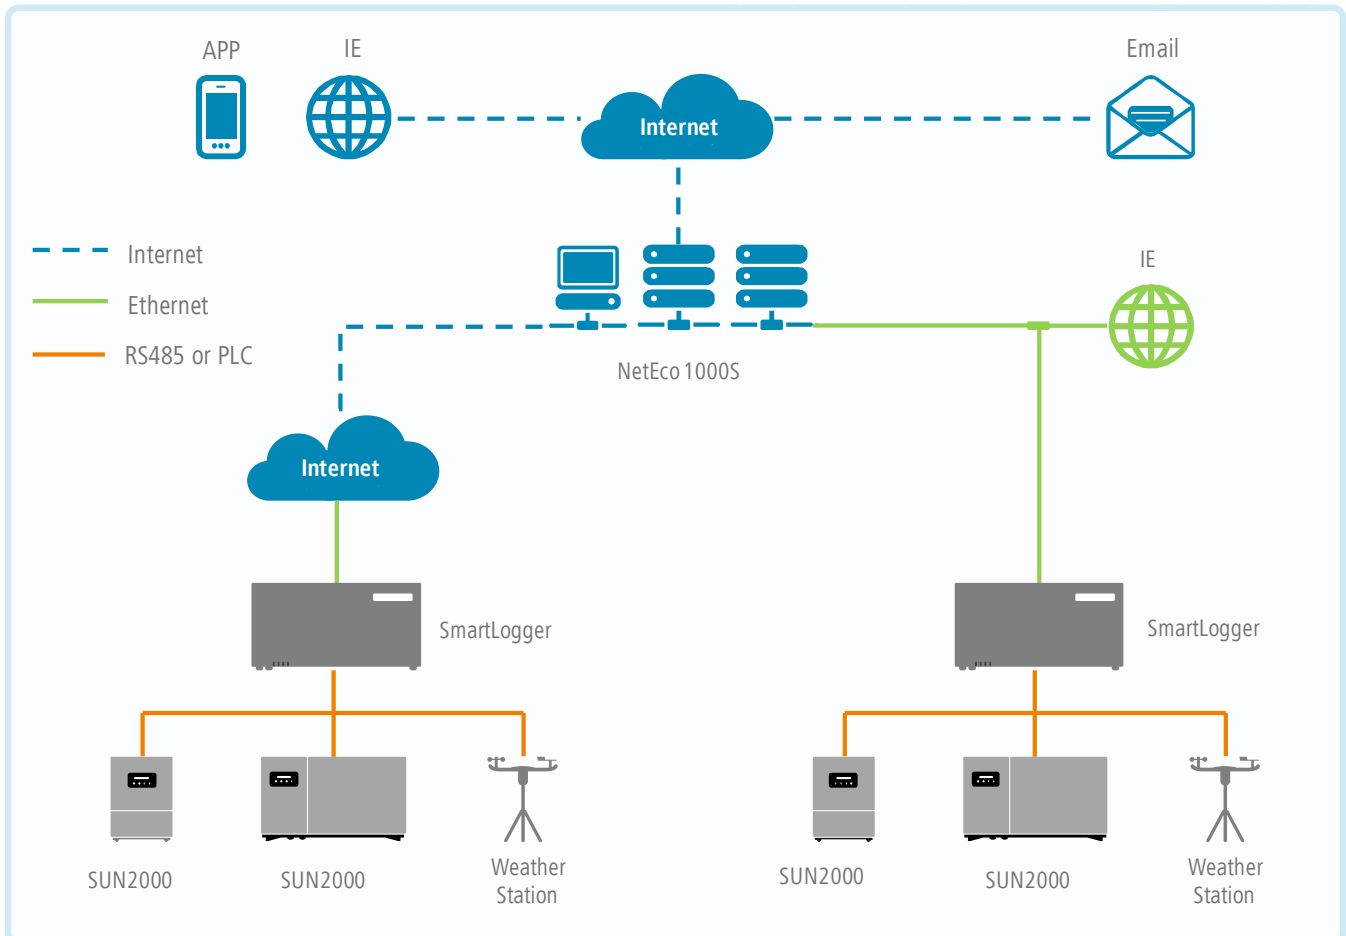 APP
IE
Email
Internet
Internet
Ethernet
RS485 or PLC
IE
NetEco 1000S
Internet
SmartLogger
SmartLogger
SUN2000
SUN2000
Weather
Station
SUN2000
SUN2000
Weather
Station